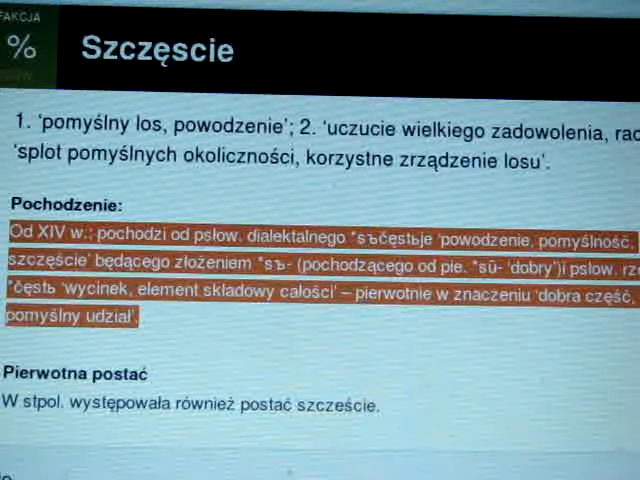 FAKCJA
%
Szczęscie
1. ‘pomyślny los, powodzenie’; 2. ‘uczucie wielkiego zadowolenia,
‘splot pomyślnych okoliczności, korzystne zrządzenie losu’.
Pochodzenie:
Od XIV w.; pochodzi od psłow. dialektalnego *sъčęstьje ‘powodzenie, pomyślność,
szczęście’ będącego złożeniem *sъ- (pochodzącego od pie. *sū- ‘dobry’)i psłow.
*čęstь ‘wycinek, element składowy całości’ – pierwotnie w znaczeniu ‘dobra część,
pomyślny udział’.
Pierwotna postać
W stpol. występowała również postać szczeście.